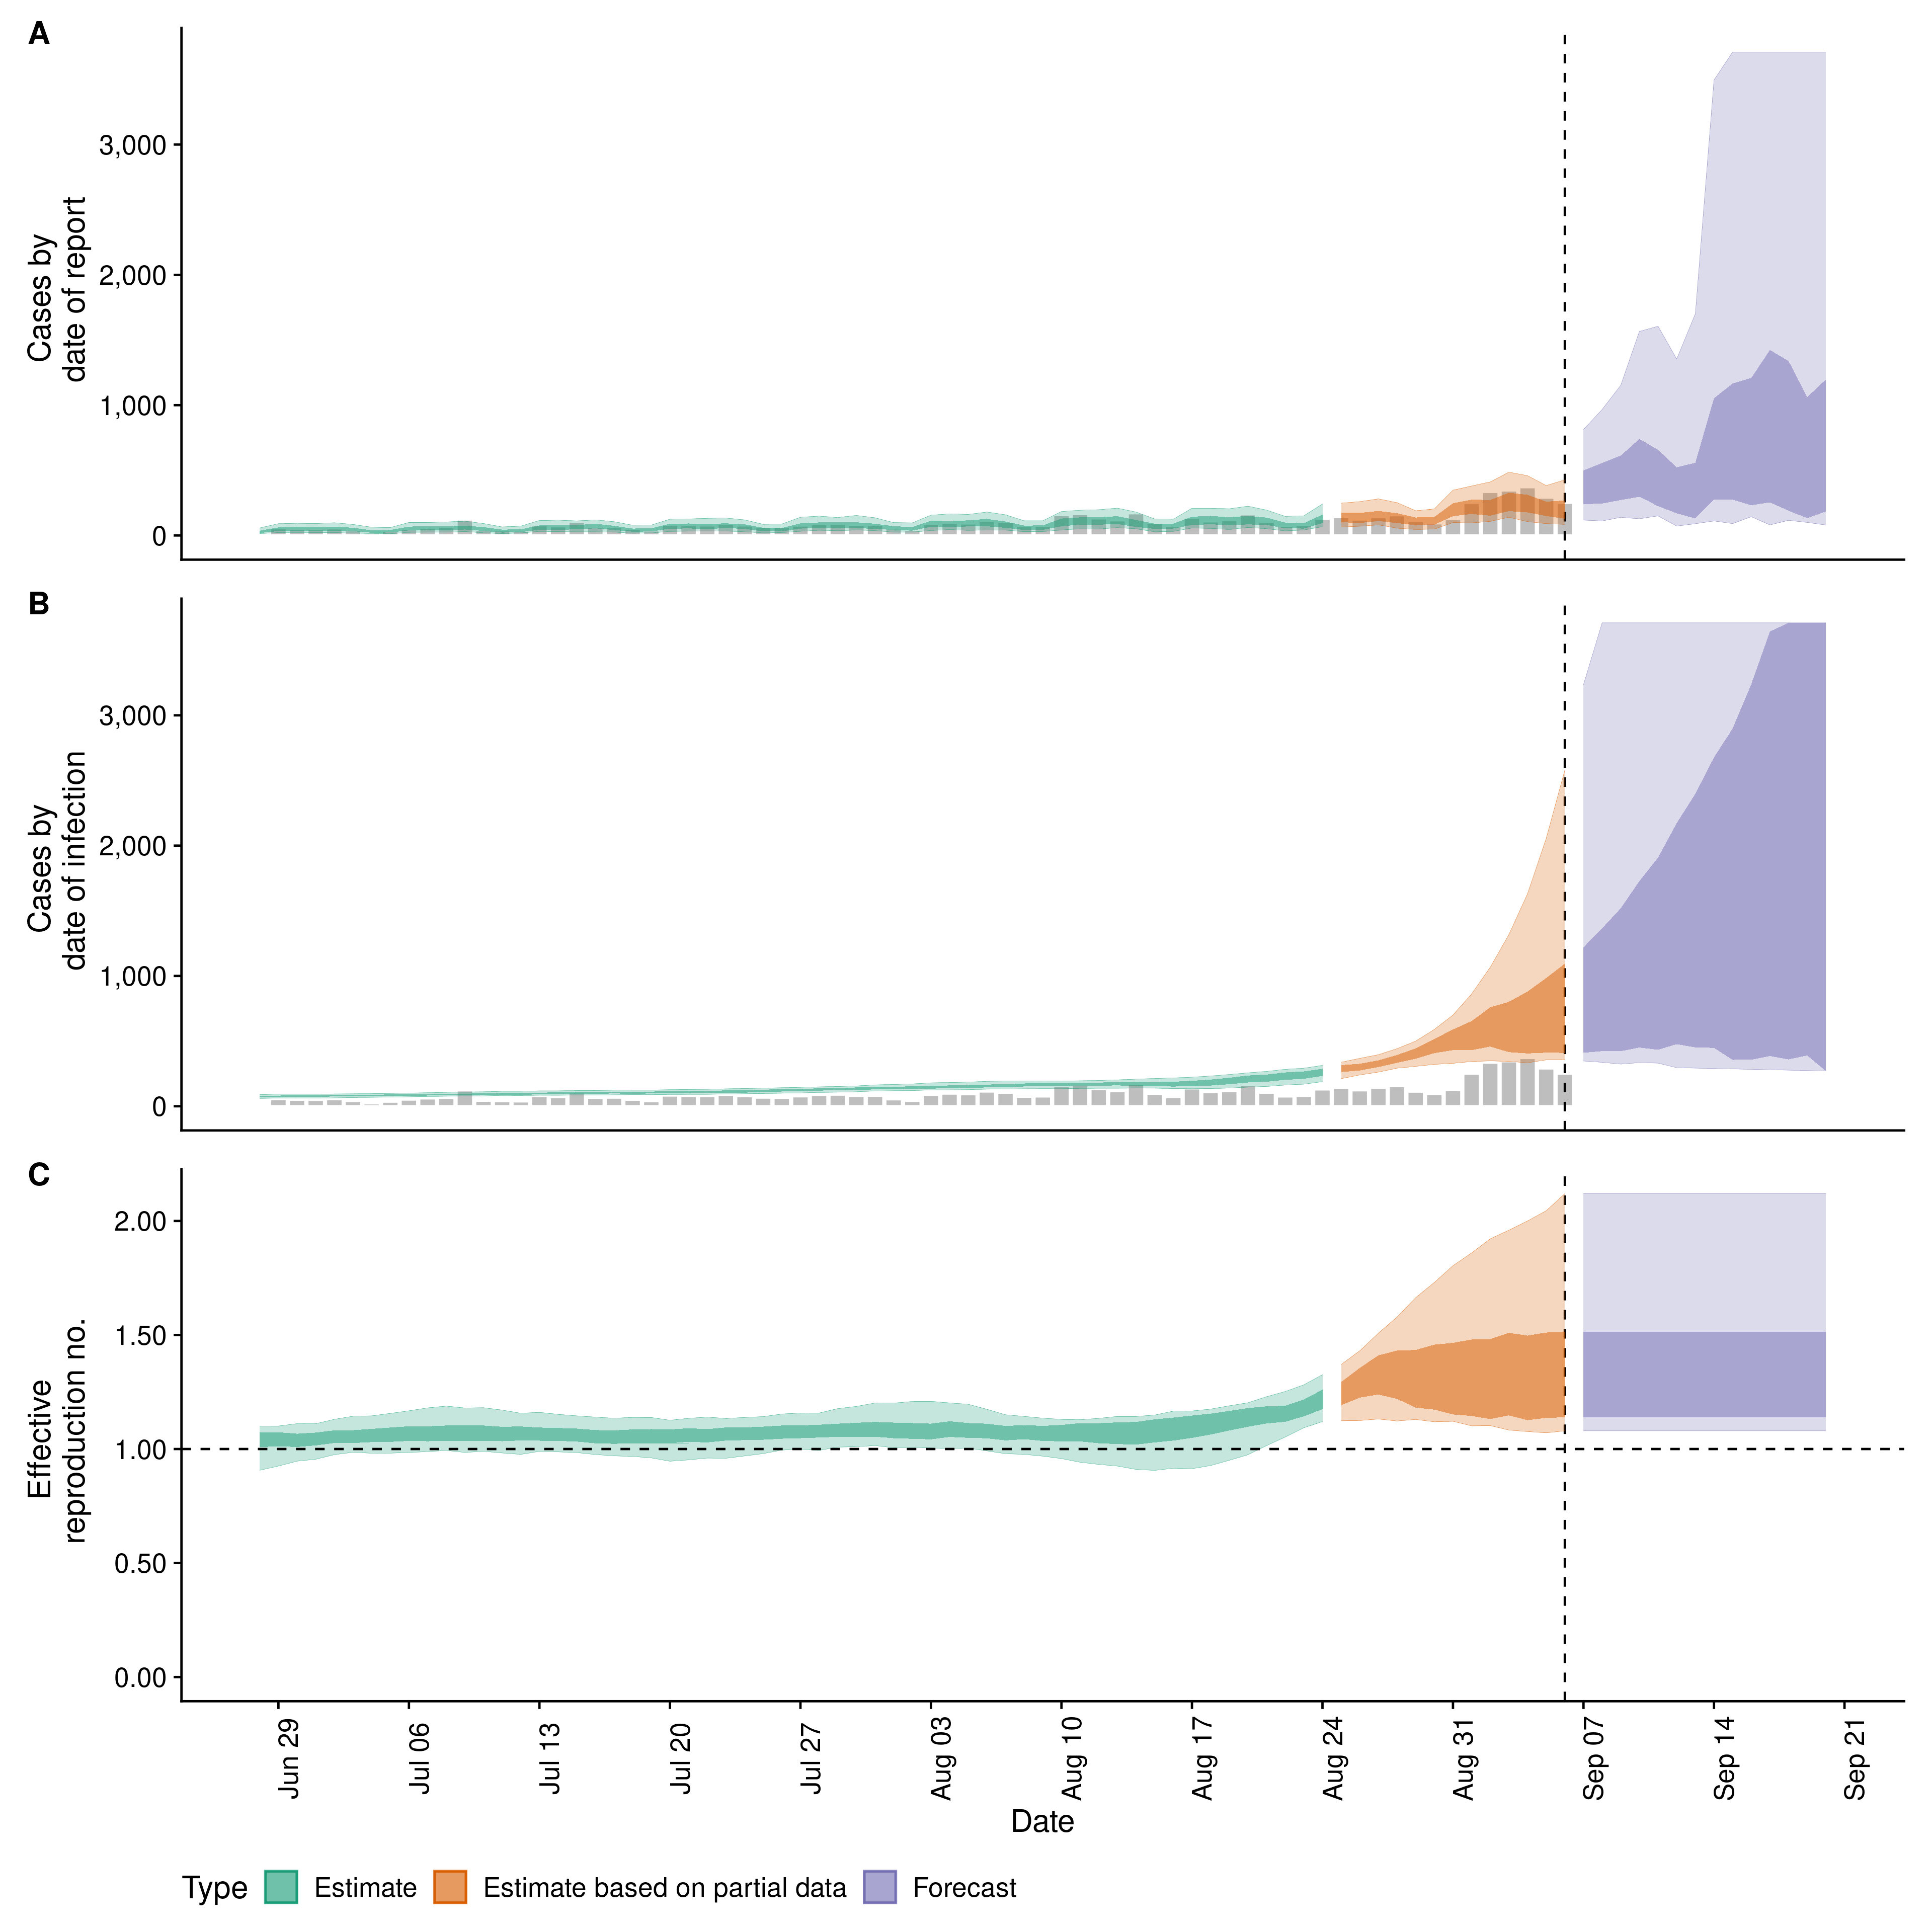 A
Cases by
date of report
3,000
2,000
1,000
0
B
Cases by
date of infection
3,000
2,000
1,000
0
C
Effective
reproduction no.
2.00
1.50
1.00
0.50
0.00
Jun 29
Jul 06
Jul 13
Jul 20
Jul 27
Aug 03
Aug 10
Aug 17
Aug 24
Aug 31
Sep 07
Sep 14
Sep 21
Date
Type Estimate Estimate based on partial data Forecast